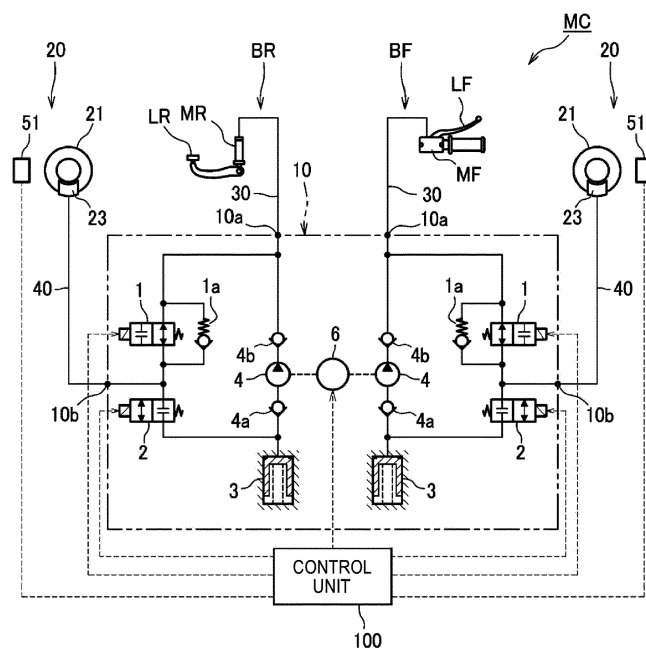 MC
20 BR BF 20
LF
51 21 LR MR 21 51
MF
23 30 10 30 23
10a 10a
40 1 1a 6 1a 1 40
4b 4b
4 4
10b 4a 4a 10b
2 2
3 3
CONTROL
UNIT
100